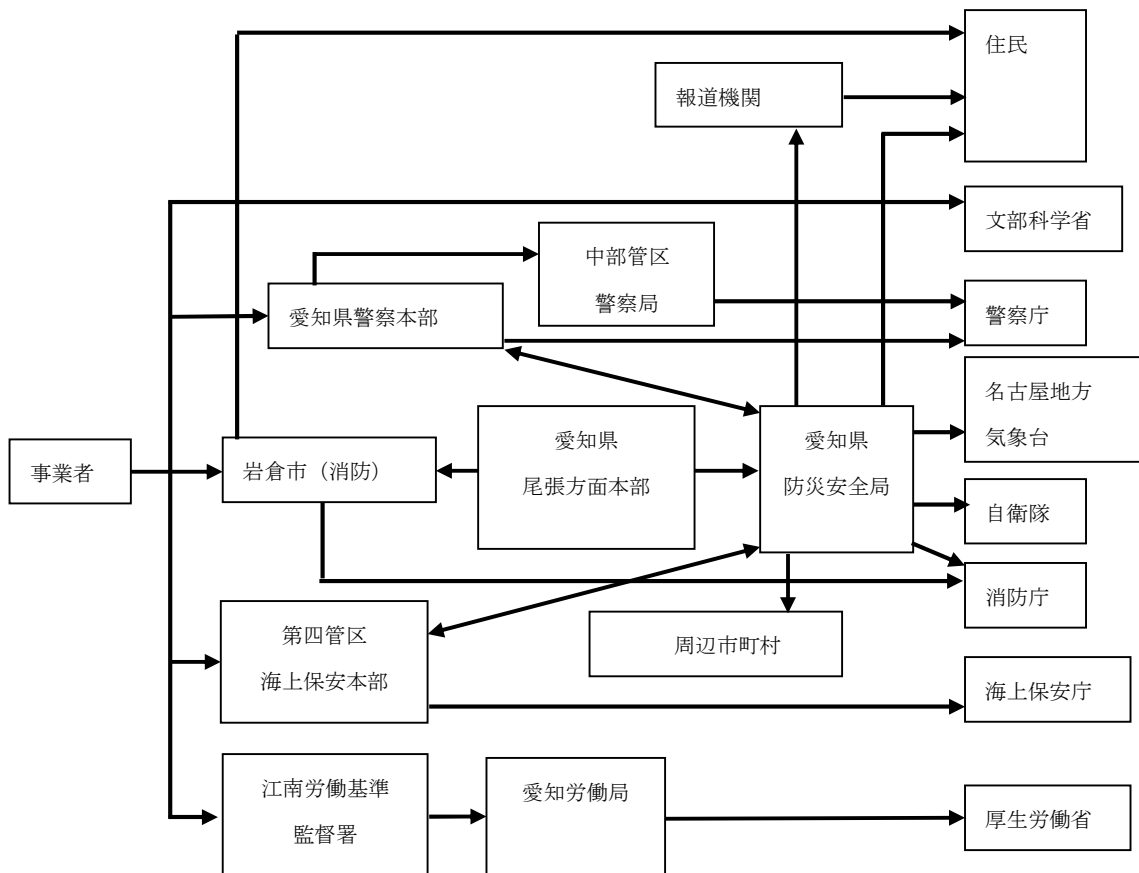 住民
報道機関
文部科学省
中部管区
警察局
愛知県警察本部
警察庁
名古屋地方
気象台
事業者
岩倉市（消防）
愛知県
尾張方面本部
愛知県
防災安全局
自衛隊
消防庁
第四管区
海上保安本部
周辺市町村
海上保安庁
江南労働基準
監督署
愛知労働局
厚生労働省